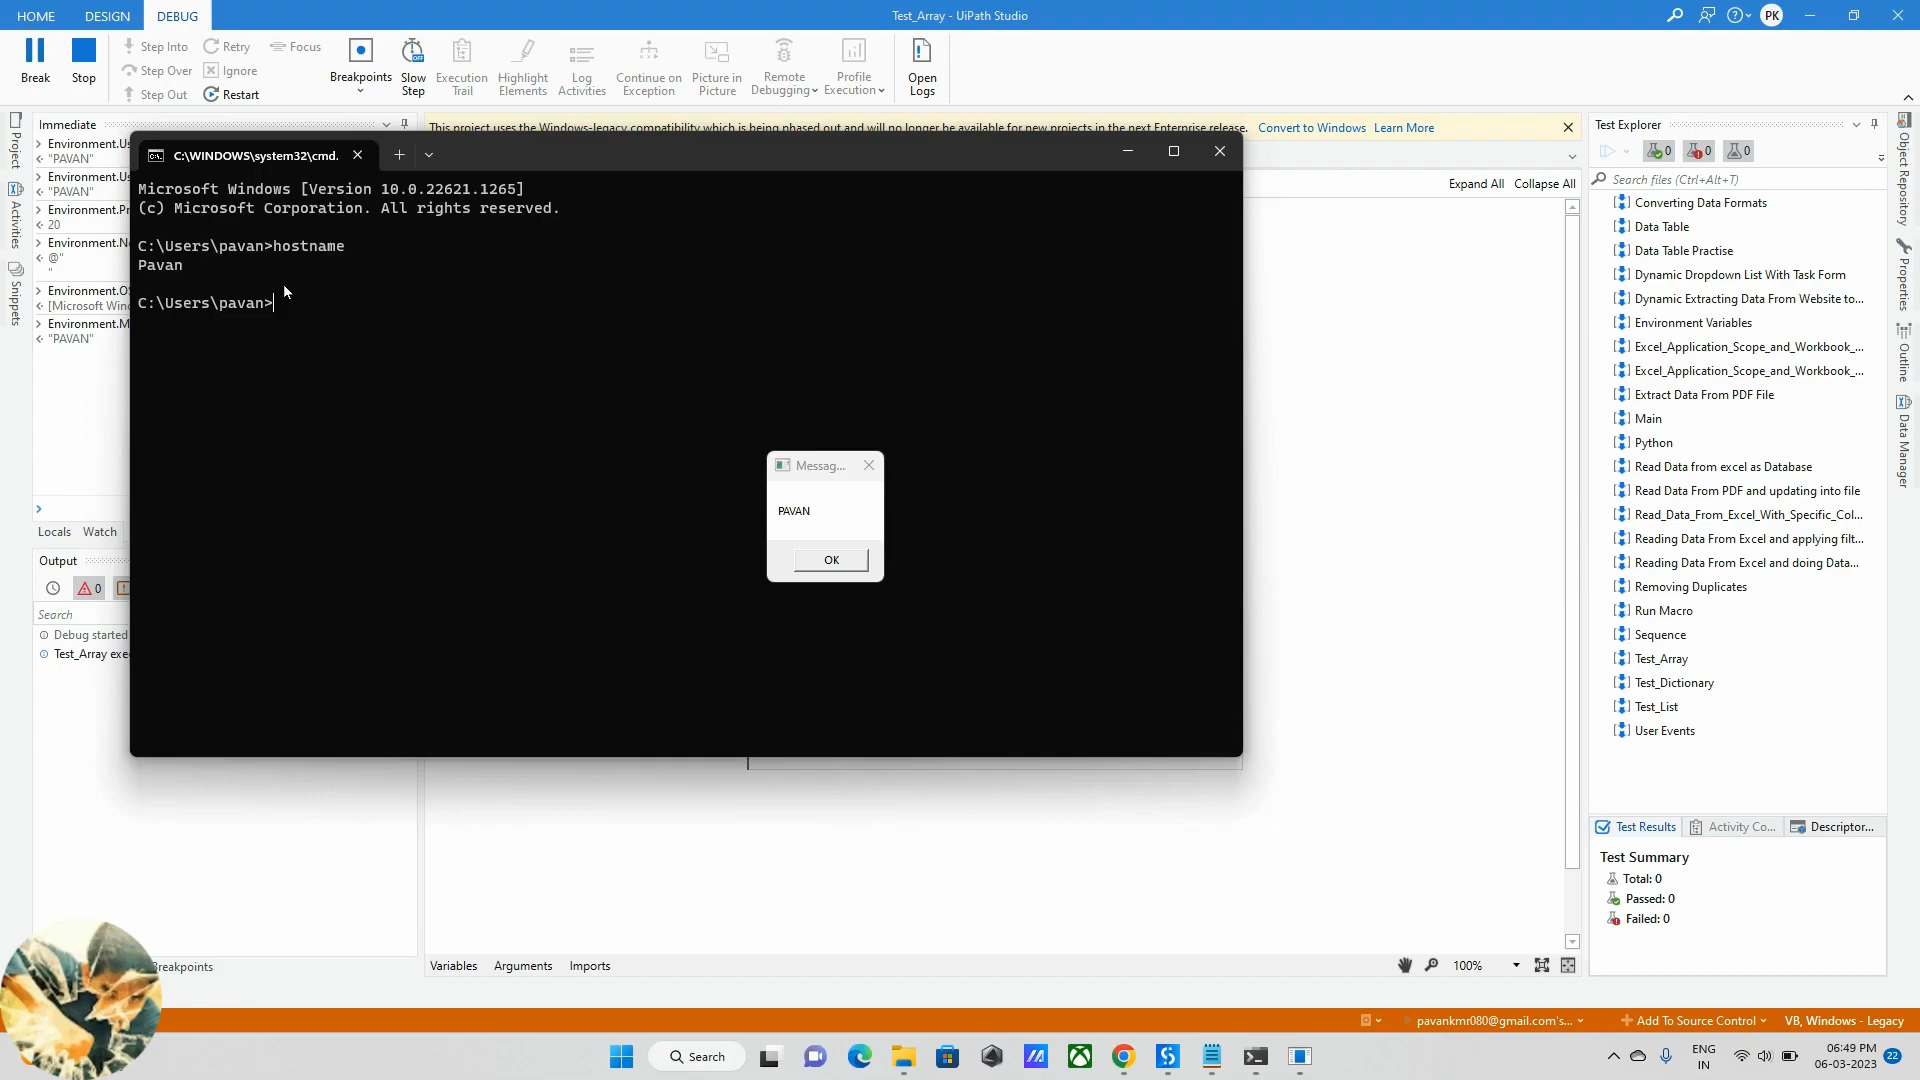 HOME DESIGN DEBUG
Test_Array - UiPath Studio
PK
Break
Stop
Step Into
Step Over
Step Out
Retry
Ignore
Restart
Focus
Breakpoints
Slow Step
Execution Trail
Highlight Elements
Log Activities
Continue on Exception
Picture in Picture
Remote Debugging
Profile Execution
Open Logs
Project
Activities
Snippets
Immediate
Environment.Us
"PAVAN"
Environment.Us
"PAVAN"
Environment.Pr
20
Environment.Ne
@"
"
Environment.OS
[Microsoft Wind
Environment.M
"PAVAN"
Locals Watch
Output
0
Search
Debug started
Test_Array exe
Breakpoints
This project uses the Windows-legacy compatibility which is being phased out and will no longer be available for new projects in the next Enterprise release. Convert to Windows Learn More
Expand All Collapse All
C:\WINDOWS\system32\cmd.
Microsoft Windows [Version 10.0.22621.1265]
(c) Microsoft Corporation. All rights reserved.
C:\Users\pavan>hostname
Pavan
C:\Users\pavan>
Messag...
PAVAN
OK
Variables Arguments Imports
100%
Test Explorer
0 0 0
Search files (Ctrl+Alt+T)
Converting Data Formats
Data Table
Data Table Practise
Dynamic Dropdown List With Task Form
Dynamic Extracting Data From Website to...
Environment Variables
Excel_Application_Scope_and_Workbook_...
Excel_Application_Scope_and_Workbook_...
Extract Data From PDF File
Main
Python
Read Data from excel as Database
Read Data From PDF and updating into file
Read_Data_From_Excel_With_Specific_Col...
Reading Data From Excel and applying filt...
Reading Data From Excel and doing Data...
Removing Duplicates
Run Macro
Sequence
Test_Array
Test_Dictionary
Test_List
User Events
Test Results Activity Co... Descriptor...
Test Summary
Total: 0
Passed: 0
Failed: 0
Object Repository
Properties
Outline
Data Manager
pavankmr080@gmail.com's...
Add To Source Control
VB, Windows - Legacy
Search
ENG
IN
06:49 PM
06-03-2023
22